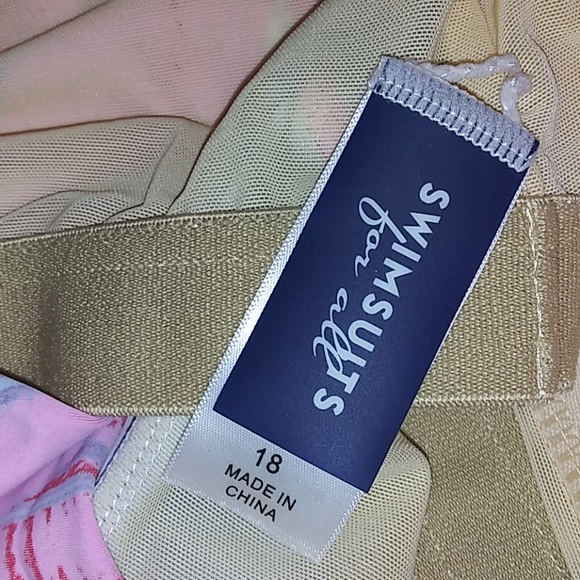 SWIMSUITS
for all
18
MADE IN
CHINA